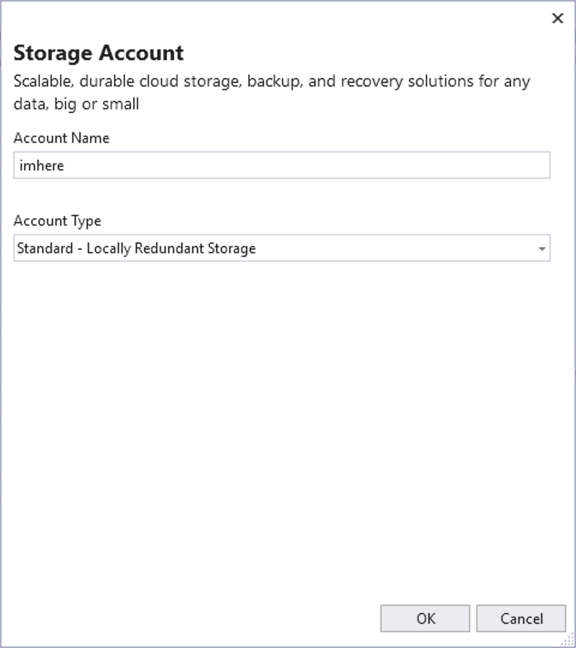 Storage Account
Scalable, durable cloud storage, backup, and recovery solutions for any
data, big or small
Account Name
imhere
Account Type
Standard - Locally Redundant Storage
OK
Cancel